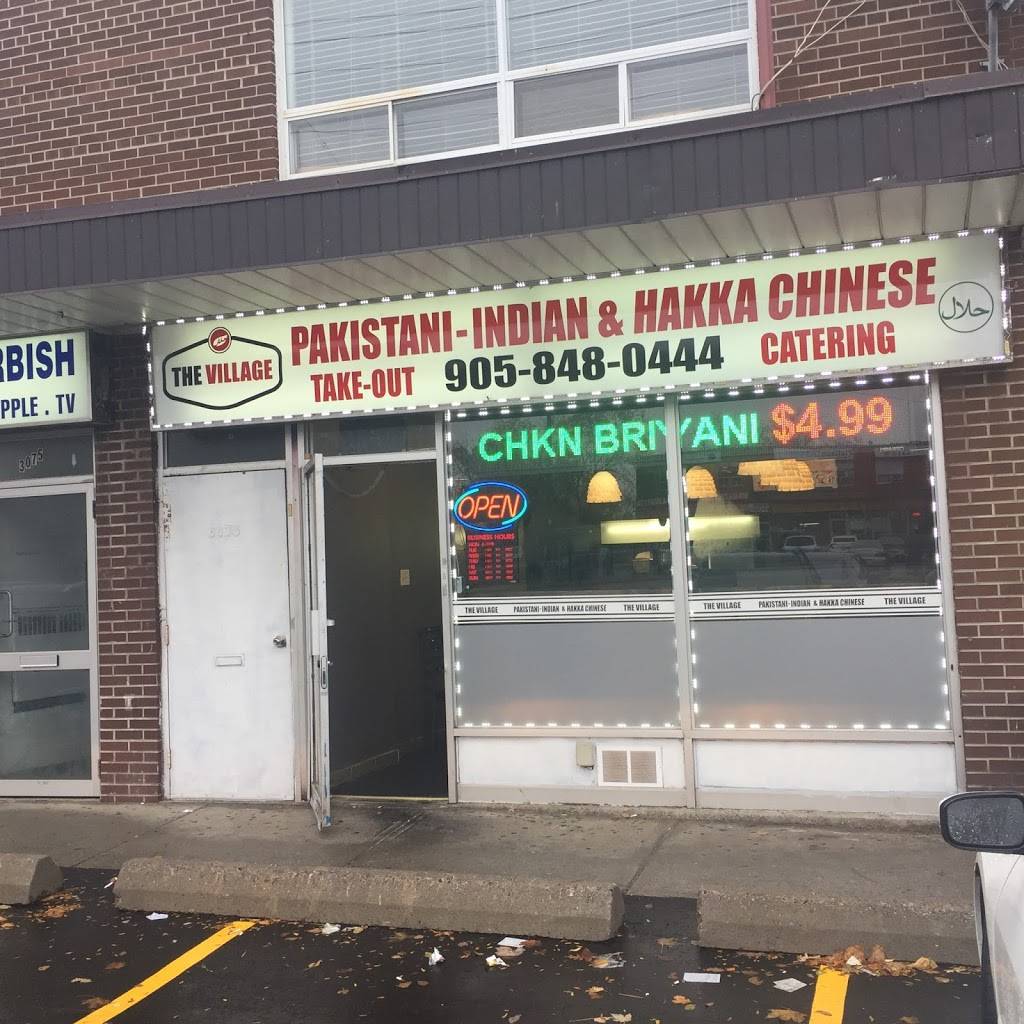 RBISH
PPLE . TV
3075
THE VILLAGE
PAKISTANI - INDIAN & HAKKA CHINESE
TAKE-OUT 905-848-0444 CATERING
حلال
CHKN BRIYANI $4.99
OPEN
BUSINESS HOURS
THE VILLAGE PAKISTANI-INDIAN & HAKKA CHINESE THE VILLAGE
THE VILLAGE PAKISTANI-INDIAN & HAKKA CHINESE THE VILLAGE